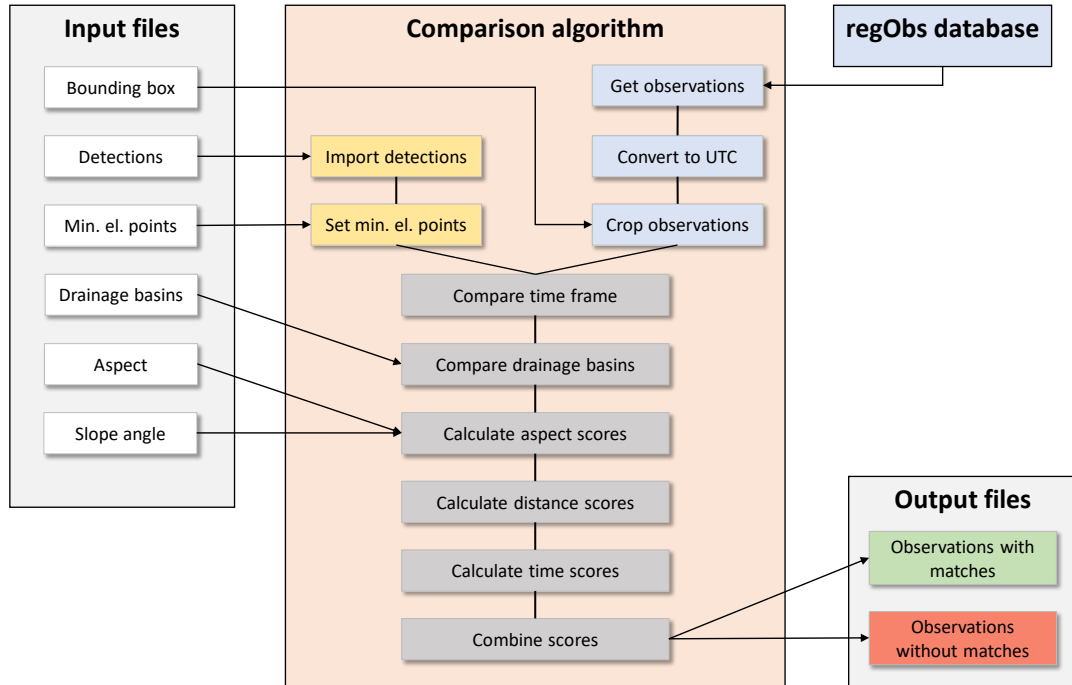 Input files
Bounding box
Detections
Min. el. points
Drainage basins
Aspect
Slope angle
Comparison algorithm
Import detections
Set min. el. points
Get observations
Convert to UTC
Crop observations
Compare time frame
Compare drainage basins
Calculate aspect scores
Calculate distance scores
Calculate time scores
Combine scores
regObs database
Output files
Observations with
matches
Observations
without matches